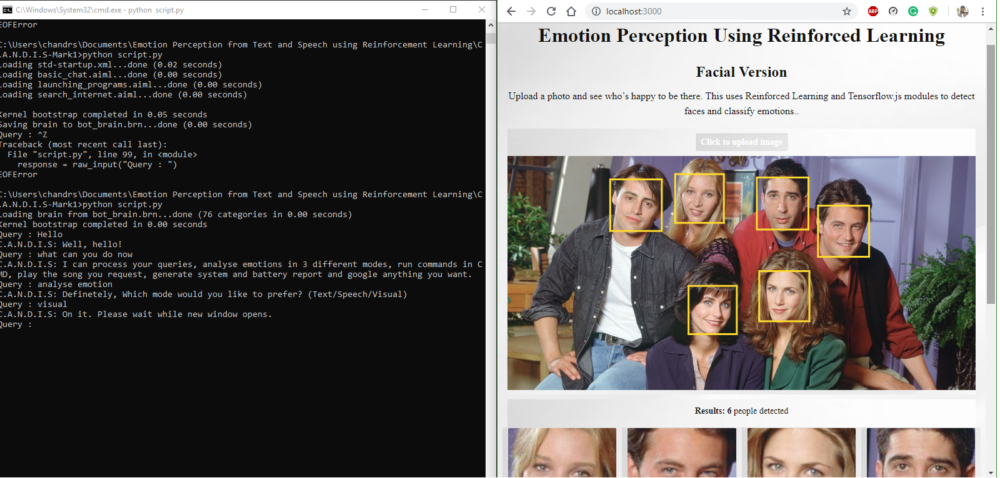 C:\Windows\System32\cmd.exe - python script.py
EOFError
C:\Users\chandrs\Documents\Emotion Perception from Text and Speech using Reinforcement Learning\C
.A.N.D.I.S-Mark1>python script.py
Loading std-startup.xml...done (0.02 seconds)
Loading basic_chat.aiml...done (0.00 seconds)
Loading launching_programs.aiml...done (0.00 seconds)
Loading search_internet.aiml...done (0.00 seconds)
Kernel bootstrap completed in 0.05 seconds
Saving brain to bot_brain.brn...done (0.00 seconds)
Query : ^Z
Traceback (most recent call last):
File "script.py", line 99, in <module>
response = raw_input("Query : ")
EOFError
C:\Users\chandrs\Documents\Emotion Perception from Text and Speech using Reinforcement Learning\C
.A.N.D.I.S-Mark1>python script.py
Loading brain from bot_brain.brn...done (76 categories in 0.00 seconds)
Kernel bootstrap completed in 0.00 seconds
Query : Hello
C.A.N.D.I.S: Well, hello!
Query : what can you do now
C.A.N.D.I.S: I can process your queries, analyse emotions in 3 different modes, run commands in C
MD, play the song you request, generate system and battery report and google anything you want.
Query : analyse emotion
C.A.N.D.I.S: Definetely, Which mode would you like to prefer? (Text/Speech/Visual)
Query : visual
C.A.N.D.I.S: On it. Please wait while new window opens.
Query :
localhost:3000
ABP
Emotion Perception Using Reinforced Learning
Facial Version
Upload a photo and see who's happy to be there. This uses Reinforced Learning and Tensorflow.js modules to detect
faces and classify emotions..
Click to upload image
Results: 6 people detected